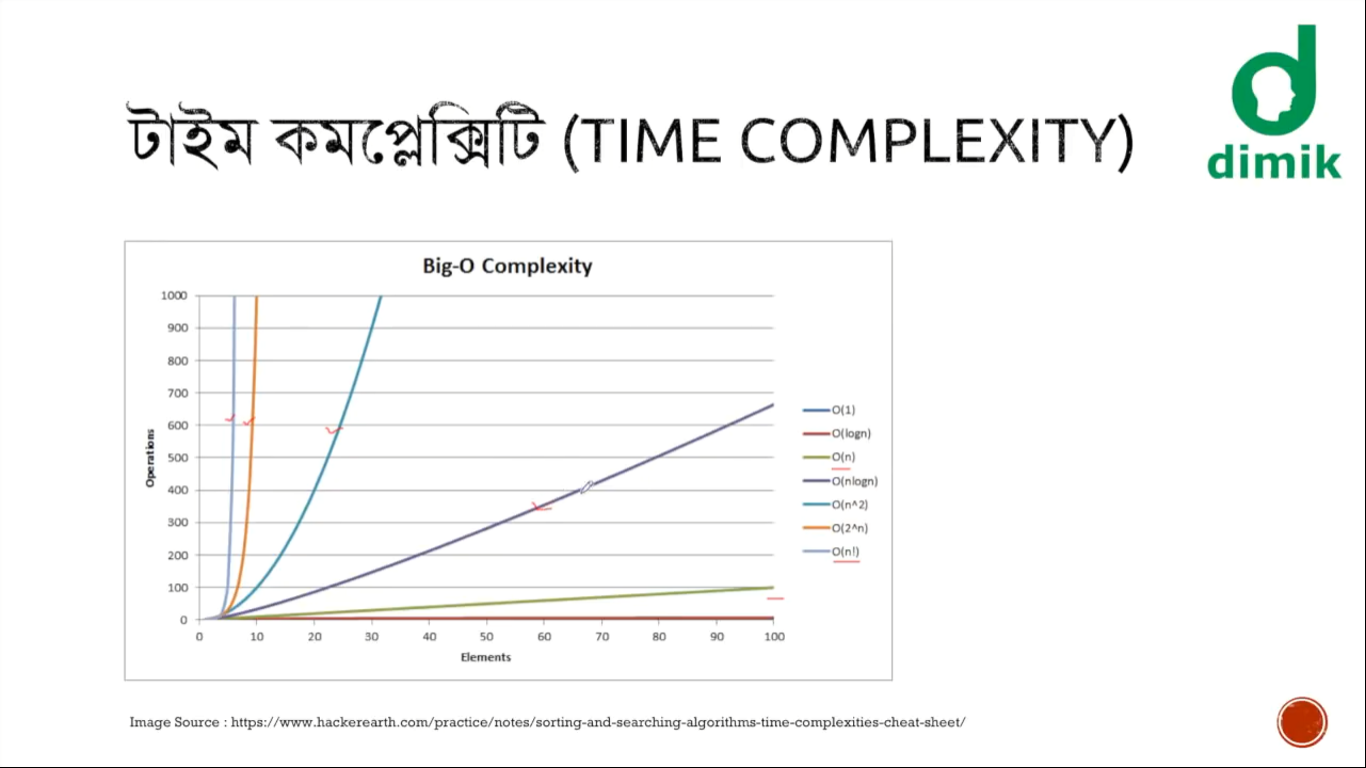 টাইম কমপ্লেক্সিটি (TIME COMPLEXITY)
dimik
Big-O Complexity
1000
900
800
700
600
500
400
300
200
100
0
Operations
0 10 20 30 40 50 60 70 80 90 100
Elements
O(1)
O(logn)
O(n)
O(nlogn)
O(n^2)
O(2^n)
O(n!)
Image Source : https://www.hackerearth.com/practice/notes/sorting-and-searching-algorithms-time-complexities-cheat-sheet/